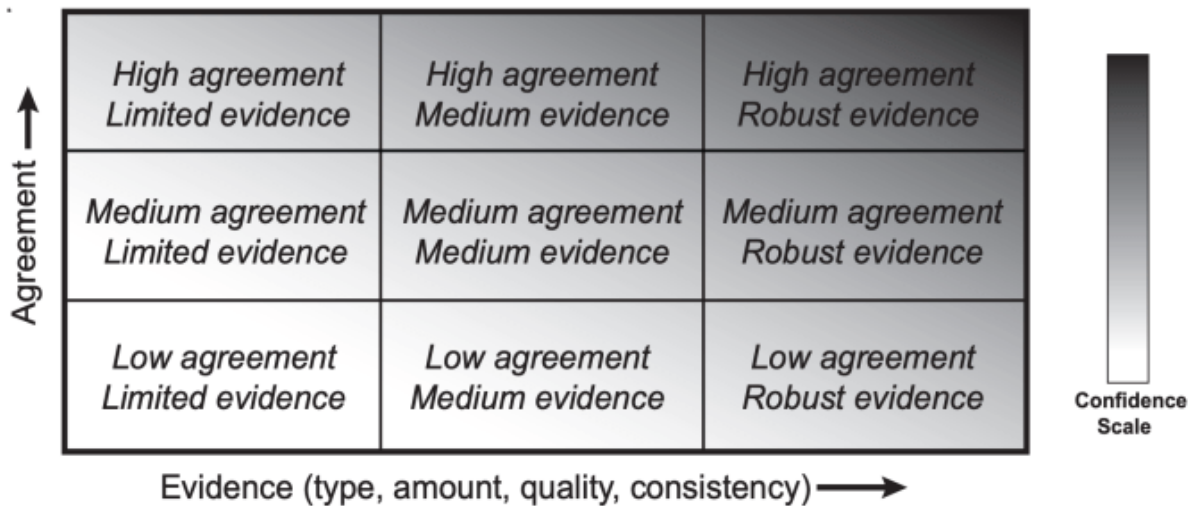 High agreement
Limited evidence
High agreement
Medium evidence
High agreement
Robust evidence
Medium agreement
Limited evidence
Medium agreement
Medium evidence
Medium agreement
Robust evidence
Low agreement
Limited evidence
Low agreement
Medium evidence
Low agreement
Robust evidence
Agreement
Evidence (type, amount, quality, consistency)
Confidence
Scale